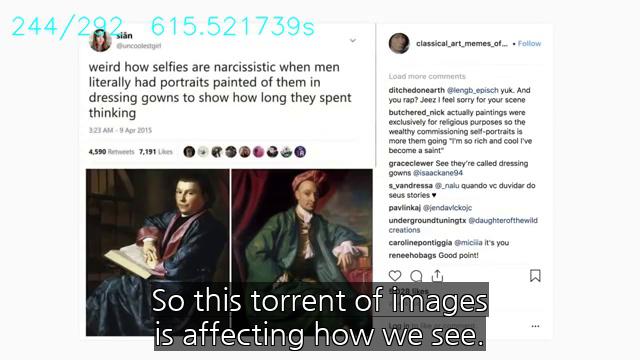 244/292 615.521739s
siân
@uncoolestgirl
weird how selfies are narcissistic when men
literally had portraits painted of them in
dressing gowns to show how long they spent
thinking
3:23 AM - 9 Apr 2015
4,590 Retweets 7,191 Likes
classical_art_memes_of... • Follow
Load more comments
ditchedonearth @lengb_episch yuk. And
you rap? Jeez I feel sorry for your scene
butchered_nick actually paintings were
exclusively for religious purposes so the
wealthy commissioning self-portraits is
more them going "I'm so rich and cool I've
become a saint"
graceclewer See they're called dressing
gowns @isaackane94
s_vandressa @_nalu quando vc duvidar do
seus stories ♥
pavlinkaj @jendavlckojc
undergroundtuningtx @daughterofthewild
creations
carolinepontiggia @miciiia it's you
reneehobags Good point!
likes
So this torrent of images
is affecting how we see.